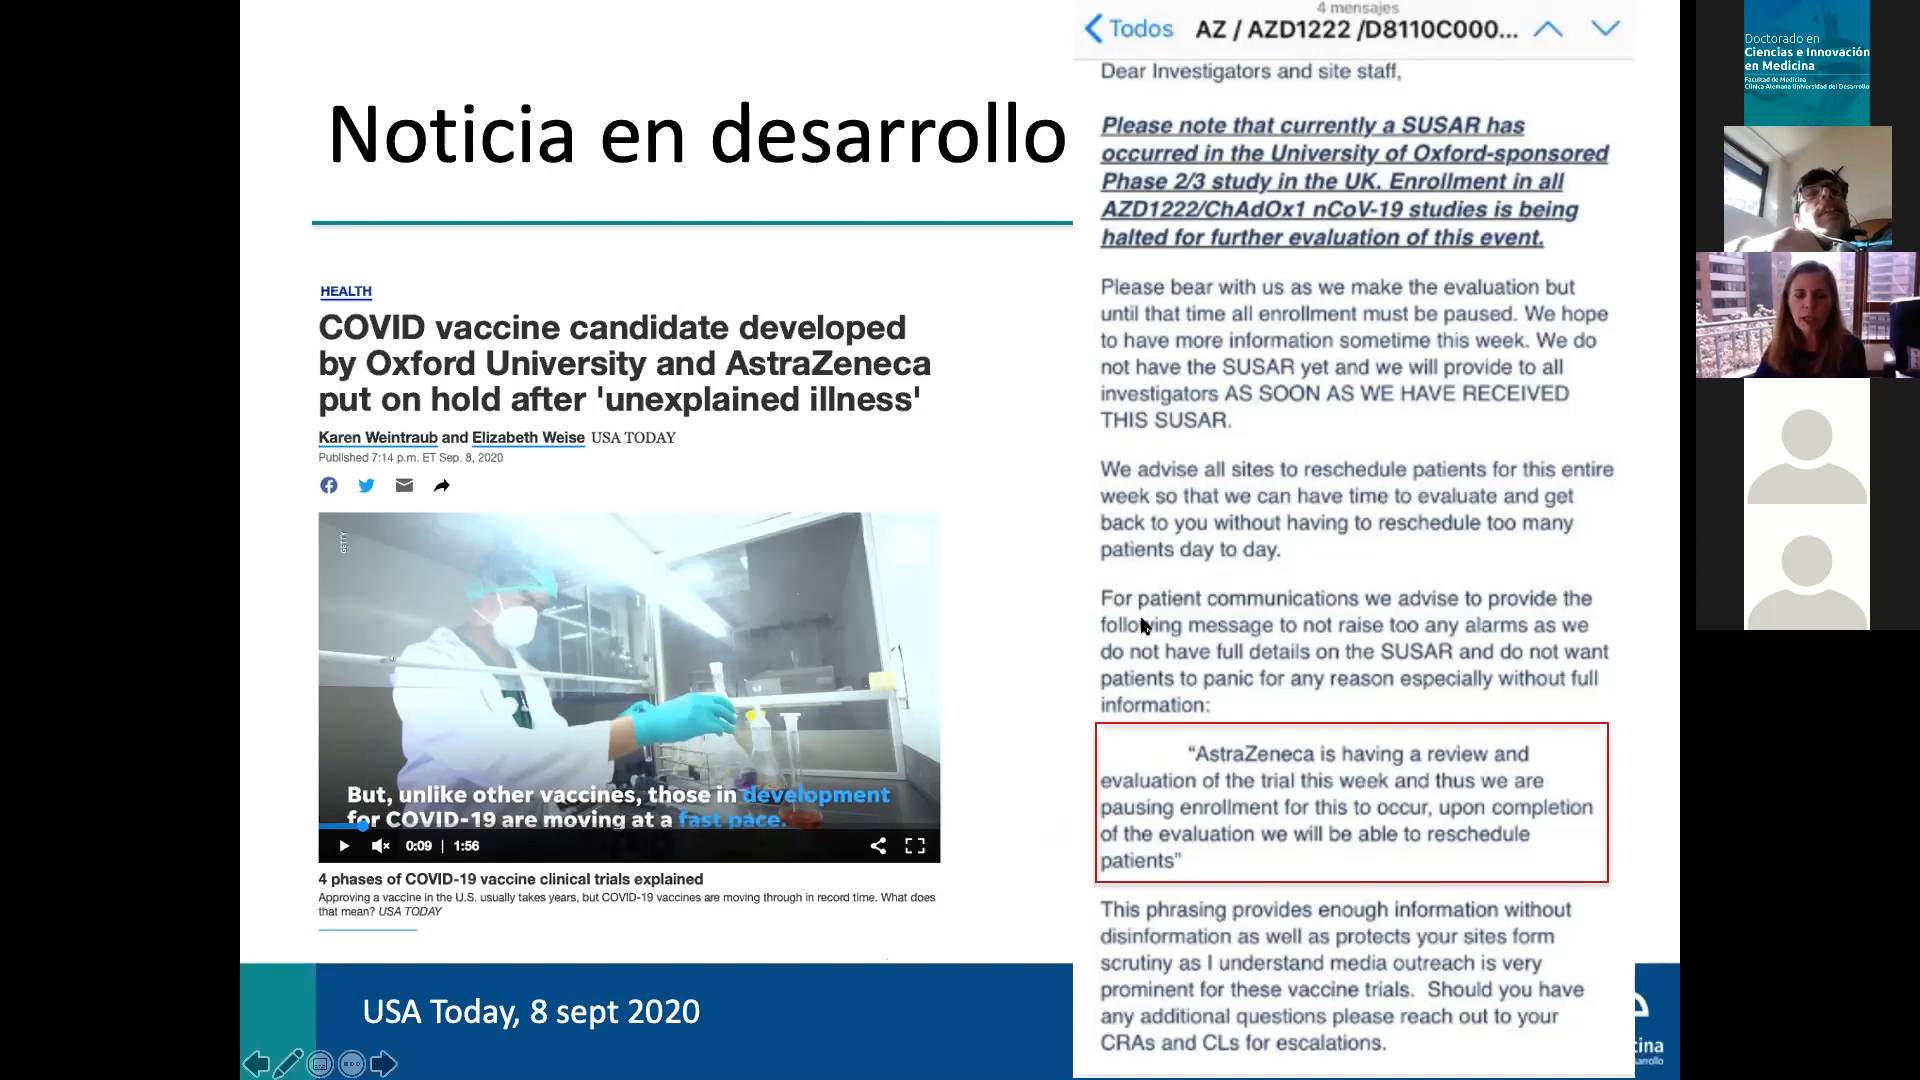 Noticia en desarrollo
HEALTH
COVID vaccine candidate developed
by Oxford University and AstraZeneca
put on hold after 'unexplained illness'
Karen Weintraub and Elizabeth Weise USA TODAY
Published 7:14 p.m. ET Sep. 8, 2020
GETTY
But, unlike other vaccines, those in development
for COVID-19 are moving at a fast pace.
0:09 | 1:56
4 phases of COVID-19 vaccine clinical trials explained
Approving a vaccine in the U.S. usually takes years, but COVID-19 vaccines are moving through in record time. What does
that mean? USA TODAY
USA Today, 8 sept 2020
4 mensajes
Todos AZ / AZD1222 /D8110C000...
Dear Investigators and site staff,
Please note that currently a SUSAR has
occurred in the University of Oxford-sponsored
Phase 2/3 study in the UK. Enrollment in all
AZD1222/ChAdOx1 nCoV-19 studies is being
halted for further evaluation of this event.
Please bear with us as we make the evaluation but
until that time all enrollment must be paused. We hope
to have more information sometime this week. We do
not have the SUSAR yet and we will provide to all
investigators AS SOON AS WE HAVE RECEIVED
THIS SUSAR.
We advise all sites to reschedule patients for this entire
week so that we can have time to evaluate and get
back to you without having to reschedule too many
patients day to day.
For patient communications we advise to provide the
following message to not raise too any alarms as we
do not have full details on the SUSAR and do not want
patients to panic for any reason especially without full
information:
“AstraZeneca is having a review and
evaluation of the trial this week and thus we are
pausing enrollment for this to occur, upon completion
of the evaluation we will be able to reschedule
patients”
This phrasing provides enough information without
disinformation as well as protects your sites form
scrutiny as I understand media outreach is very
prominent for these vaccine trials. Should you have
any additional questions please reach out to your
CRAs and CLs for escalations.
cina
arrollo
Doctorado en
Ciencias e Innovación
en Medicina
Facultad de Medicina
Clínica Alemana Universidad del Desarrollo